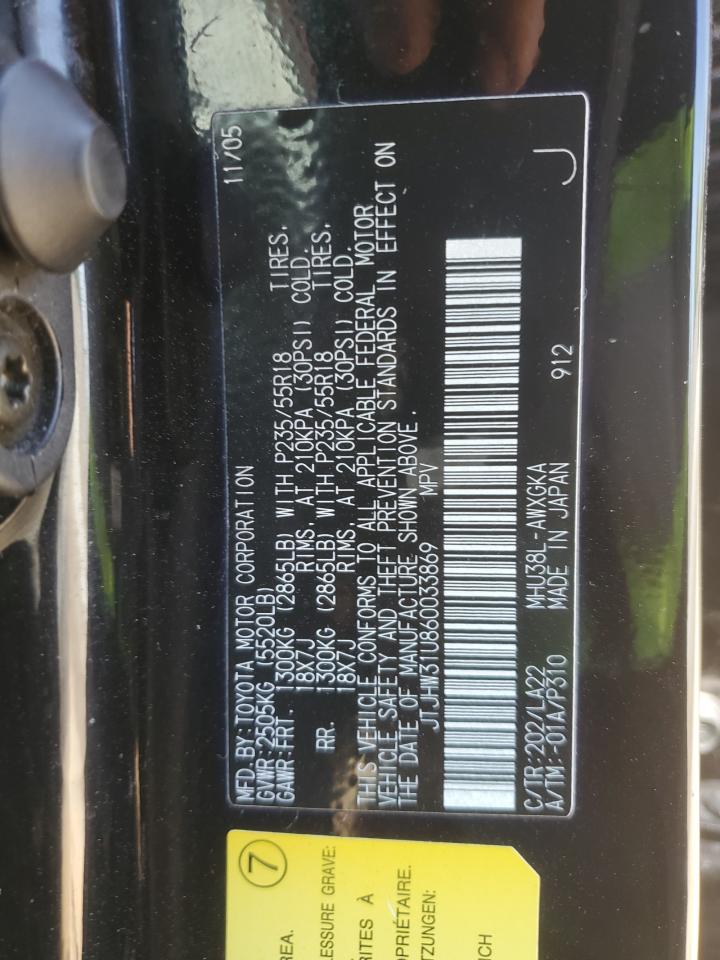 MFD.BY:TOYOTA MOTOR CORPORATION 11/05
GVWR:2505KG (5520LB)
GAWR:FRT. 1300KG (2865LB) WITH P235/55R18 TIRES,
18X7J RIMS, AT 210KPA (30PSI) COLD.
RR. 1300KG (2865LB) WITH P235/55R18 TIRES,
18X7J RIMS, AT 210KPA (30PSI) COLD.
THIS VEHICLE CONFORMS TO ALL APPLICABLE FEDERAL MOTOR
VEHICLE SAFETY AND THEFT PREVENTION STANDARDS IN EFFECT ON
THE DATE OF MANUFACTURE SHOWN ABOVE.
JTJHW31U860033869 MPV
C/TR:202/LA22 MHU38L-AWXGKA
A/TM:-01A/P310 MADE IN JAPAN 912
J
7
REA.
ESSURE GRAVE:
RITES À
OPRIÉTAIRE.
TZUNGEN:
ICH